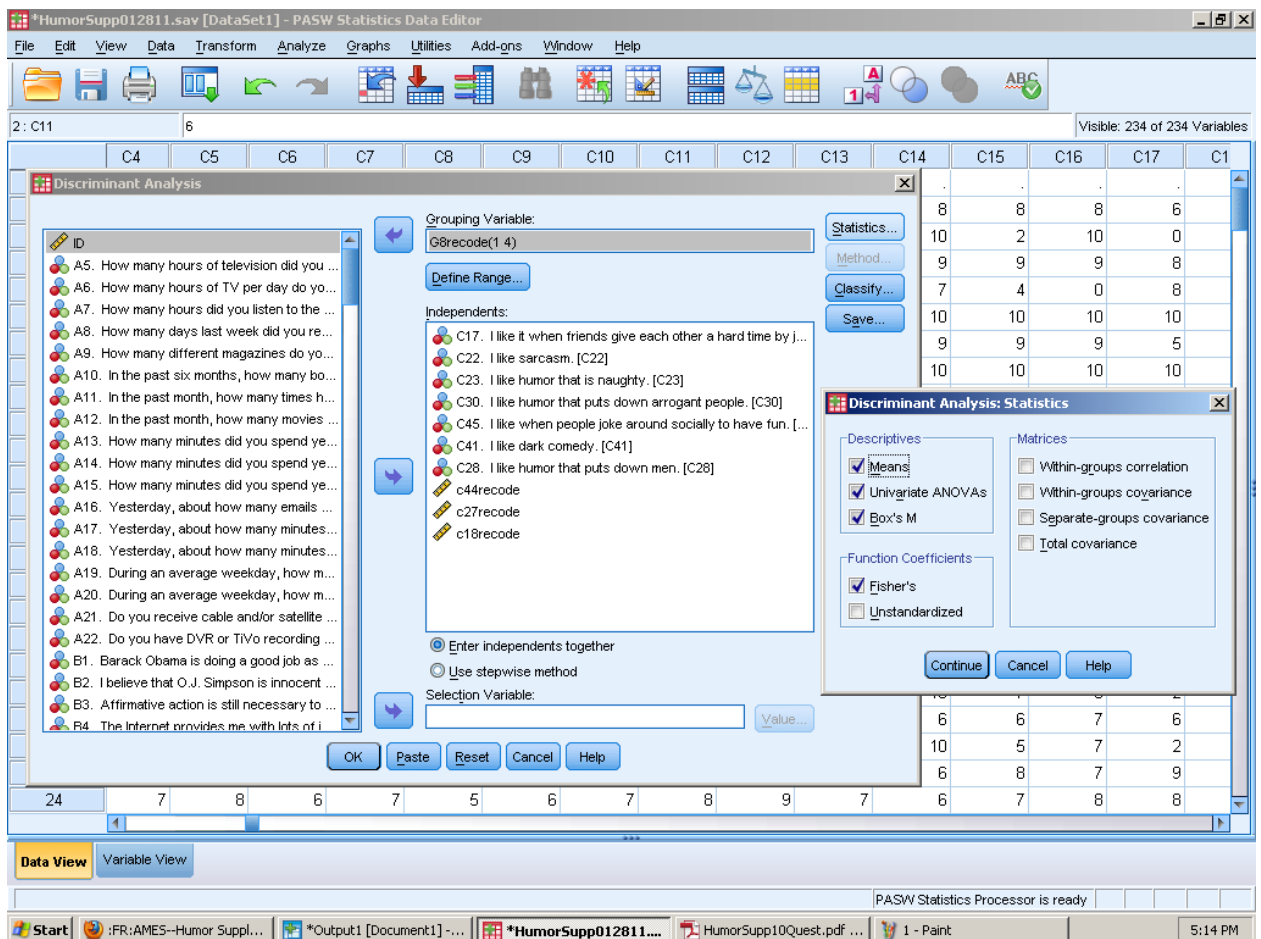 *HumorSupp012811.sav [DataSet1] - PASW Statistics Data Editor
File Edit View Data Transform Analyze Graphs Utilities Add-ons Window Help
A 1 ABC
2 : C11 6 Visible: 234 of 234 Variables
C4 C5 C6 C7 C8 C9 C10 C11 C12 C13 C14 C15 C16 C17 C1
Discriminant Analysis
Grouping Variable:
G8recode(1 4)
Define Range...
Independents:
C17. I like it when friends give each other a hard time by j...
C22. I like sarcasm. [C22]
C23. I like humor that is naughty. [C23]
C30. I like humor that puts down arrogant people. [C30]
C45. I like when people joke around socially to have fun. [...
C41. I like dark comedy. [C41]
C28. I like humor that puts down men. [C28]
c44recode
c27recode
c18recode
Enter independents together
Use stepwise method
Selection Variable:
Value...
ID
A5. How many hours of television did you ...
A6. How many hours of TV per day do yo...
A7. How many hours did you listen to the ...
A8. How many days last week did you re...
A9. How many different magazines do yo...
A10. In the past six months, how many bo...
A11. In the past month, how many times h...
A12. In the past month, how many movies ...
A13. How many minutes did you spend ye...
A14. How many minutes did you spend ye...
A15. How many minutes did you spend ye...
A16. Yesterday, about how many emails ...
A17. Yesterday, about how many minutes...
A18. Yesterday, about how many minutes...
A19. During an average weekday, how m...
A20. During an average weekday, how m...
A21. Do you receive cable and/or satellite ...
A22. Do you have DVR or TiVo recording ...
B1. Barack Obama is doing a good job as ...
B2. I believe that O.J. Simpson is innocent ...
B3. Affirmative action is still necessary to ...
B4. The Internet provides me with lots of i
Statistics...
Method...
Classify...
Save...
OK Paste Reset Cancel Help
. . . .
8 8 8 6
10 2 10 0
9 9 9 8
7 4 0 8
10 10 10 10
9 9 9 5
10 10 10 10
Discriminant Analysis: Statistics
Descriptives
Means
Univariate ANOVAs
Box's M
Function Coefficients
Fisher's
Unstandardized
Matrices
Within-groups correlation
Within-groups covariance
Separate-groups covariance
Total covariance
Continue Cancel Help
6 6 7 6
10 5 7 2
6 8 7 9
24 7 8 6 7 5 6 7 8 9 7 6 7 8 8
Data View Variable View
PASW Statistics Processor is ready
Start :FR:AMES--Humor Suppl... *Output1 [Document1] -... *HumorSupp012811.... HumorSupp10Quest.pdf ... 1 - Paint 5:14 PM